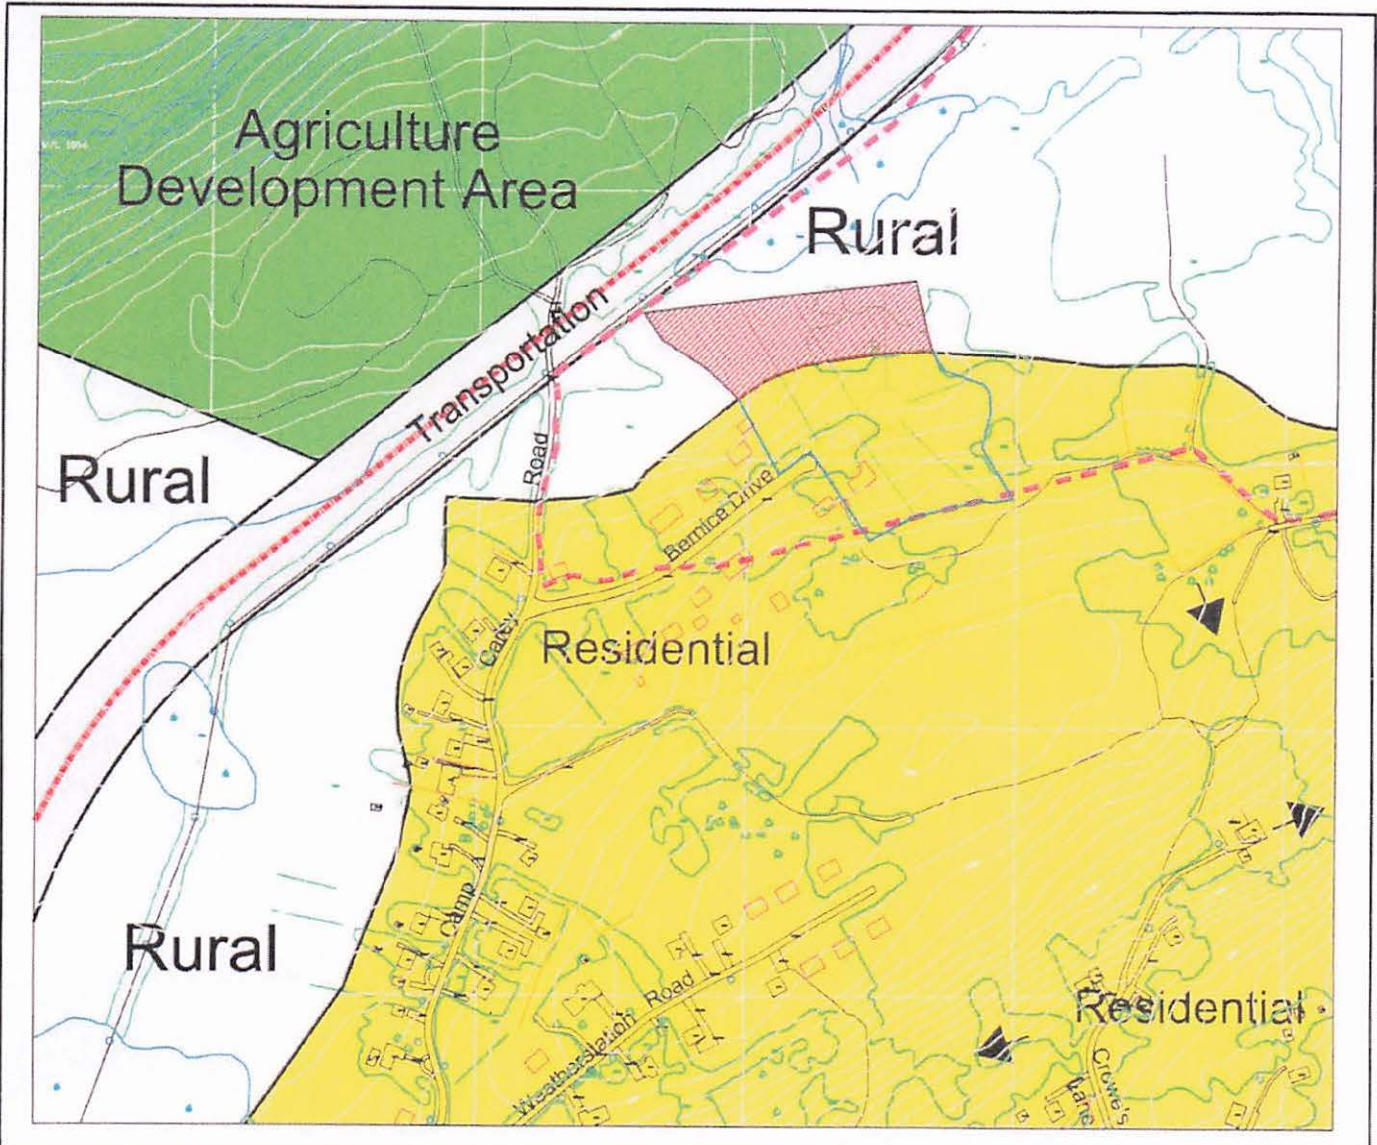 Agriculture
Development Area
Rural
Transportation
Rural
Road
Bernice Drive
Carey
Residential
Camp
Rural
Weatherstation Road
Residential
Crowe's
Lane